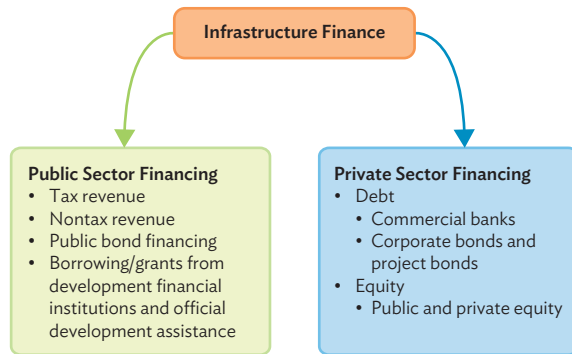 Infrastructure Finance
Public Sector Financing
• Tax revenue
• Nontax revenue
• Public bond financing
• Borrowing/grants from
development financial
institutions and official
development assistance
Private Sector Financing
• Debt
• Commercial banks
• Corporate bonds and
project bonds
• Equity
• Public and private equity